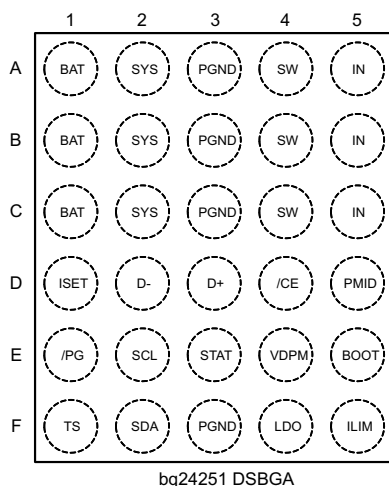 1 2 3 4 5
A BAT SYS PGND SW IN
B BAT SYS PGND SW IN
C BAT SYS PGND SW IN
D ISET D- D+ /CE PMID
E /PG SCL STAT VDPM BOOT
F TS SDA PGND LDO ILIM
bq24251 DSBGA